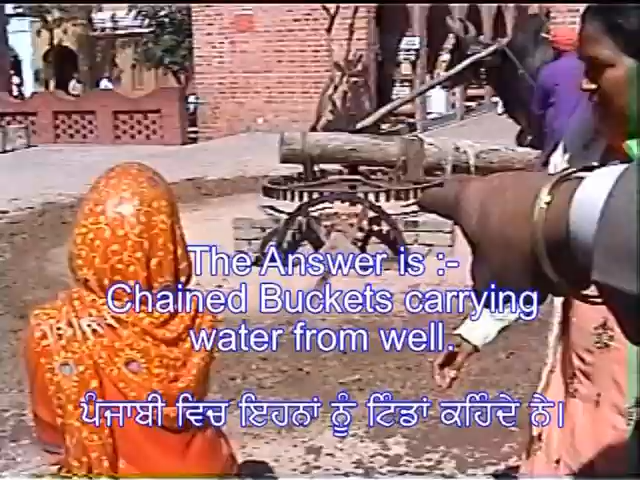 The Answer is :-
Chained Buckets carrying
water from well.
ਪੰਜਾਬੀ ਵਿਚ ਇਹਨਾਂ ਨੂੰ ਟਿੰਡਾਂ ਕਹਿੰਦੇ ਨੇ।